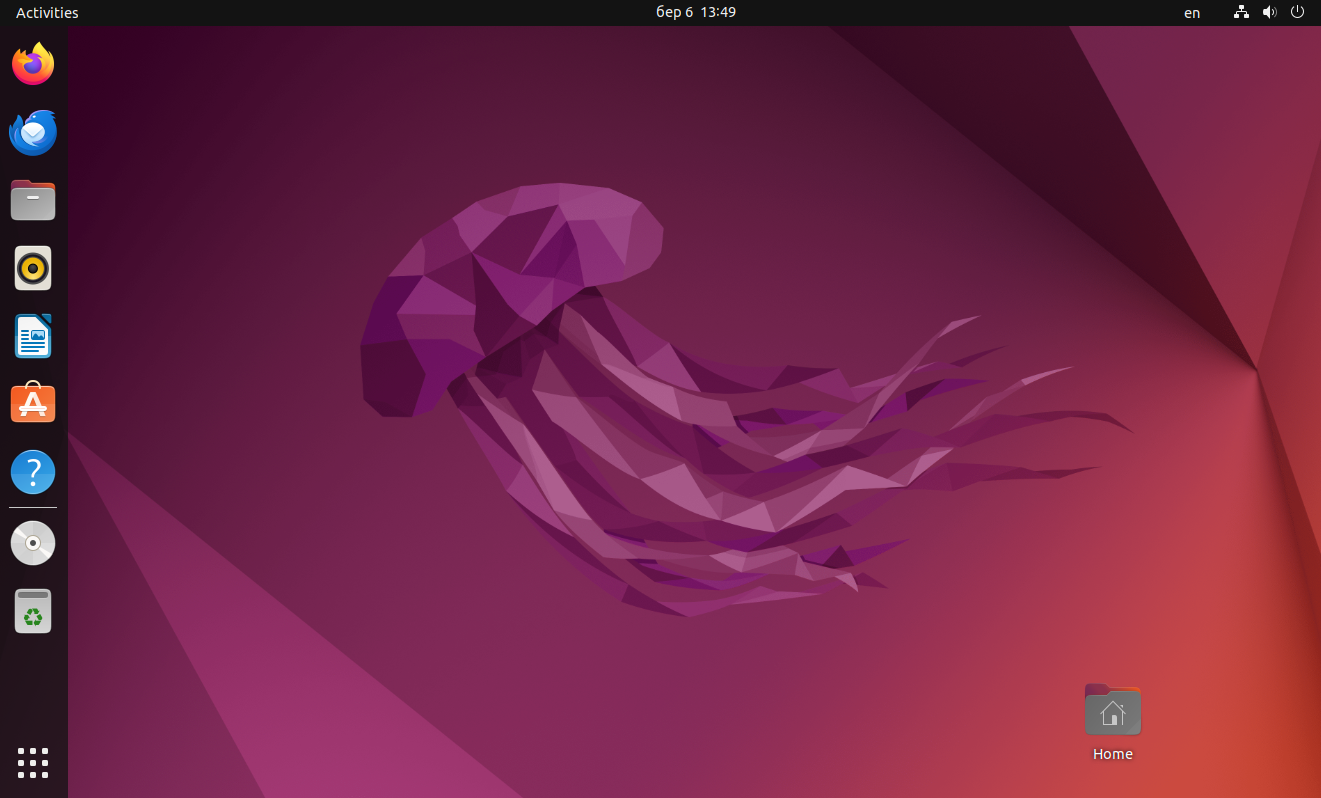 Activities
бер 6 13:49
en
Home